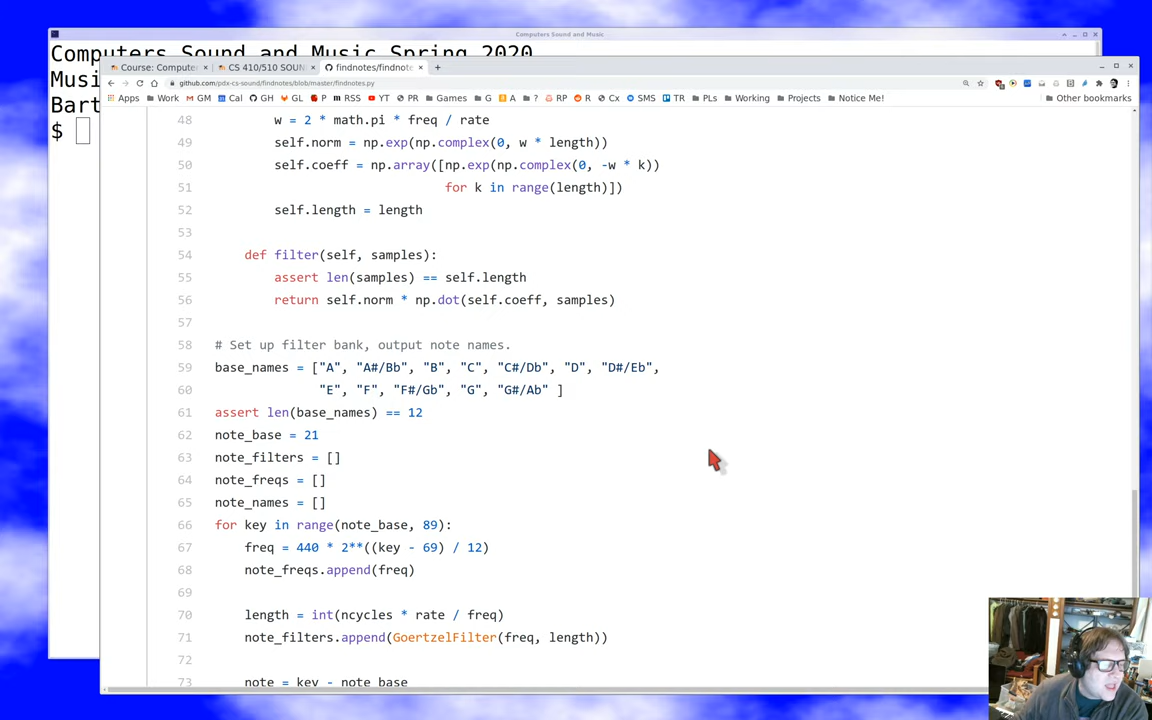 Computers Sound and Music
Computers Sound and Music Spring 2020
Musi
Bart
$
Course: Compute
CS 410/510 SOUN
findnotes/findnote
github.com/pdx-cs-sound/findnotes/blob/master/findnotes.py
Apps Work GM Cal GH GL P RSS YT PR Games G A ? RP R Cx SMS TR PLs Working Projects Notice Me! Other bookmarks
48 w = 2 * math.pi * freq / rate
49 self.norm = np.exp(np.complex(0, w * length))
50 self.coeff = np.array([np.exp(np.complex(0, -w * k))
51 for k in range(length)])
52 self.length = length
53
54 def filter(self, samples):
55 assert len(samples) == self.length
56 return self.norm * np.dot(self.coeff, samples)
57
58 # Set up filter bank, output note names.
59 base_names = ["A", "A#/Bb", "B", "C", "C#/Db", "D", "D#/Eb",
60 "E", "F", "F#/Gb", "G", "G#/Ab" ]
61 assert len(base_names) == 12
62 note_base = 21
63 note_filters = []
64 note_freqs = []
65 note_names = []
66 for key in range(note_base, 89):
67 freq = 440 * 2**((key - 69) / 12)
68 note_freqs.append(freq)
69
70 length = int(ncycles * rate / freq)
71 note_filters.append(GoertzelFilter(freq, length))
72
73 note = key - note_base